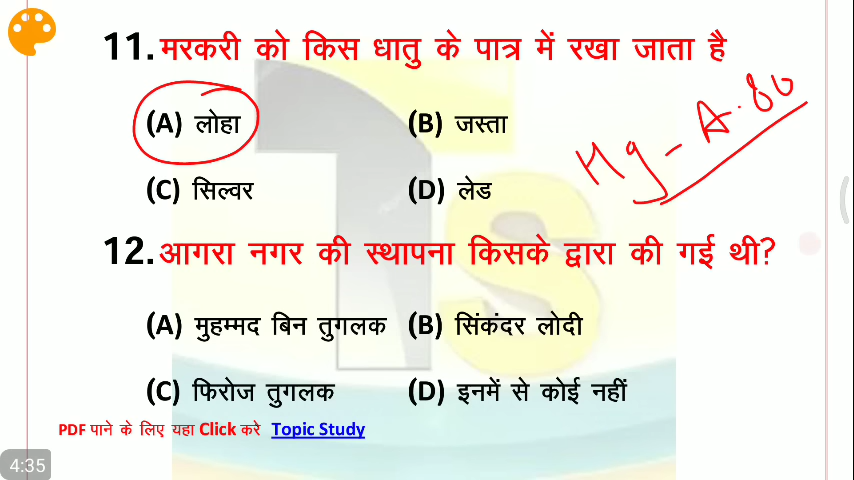 11. मरकरी को किस धातु के पात्र में रखा जाता है
(A) लोहा (B) जस्ता
Hg - A.80
(C) सिल्वर (D) लेड
12. आगरा नगर की स्थापना किसके द्वारा की गई थी?
(A) मुहम्मद बिन तुगलक (B) सिंकंदर लोदी
(C) फिरोज तुगलक (D) इनमें से कोई नहीं
PDF पाने के लिए यहा Click करे Topic Study
4:35